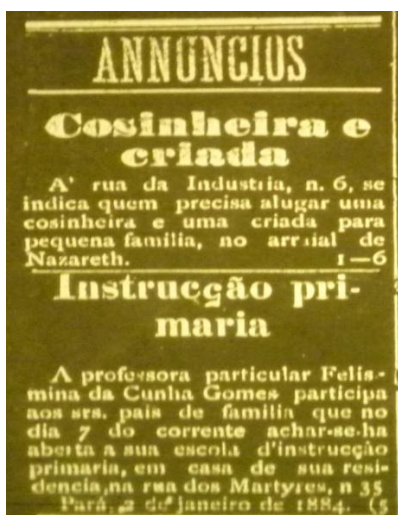 ANNUNCIOS
Cosinheira e
criada
A' rua da Industria, n. 6, se
indica quem precisa alugar uma
cosinheira e uma criada para
pequena familia, no arraial de
Nazareth. 1—6
Instrucção pri-
maria
A professora particular Felis-
mina da Cunha Gomes participa
aos srs. pais de familia que no
dia 7 do corrente achar-se-ha
aberta a sua escola d'instrucção
primaria, em casa de sua resi-
dencia, na rua dos Martyres, n 35
Pará, 2 de janeiro de 1884. (5